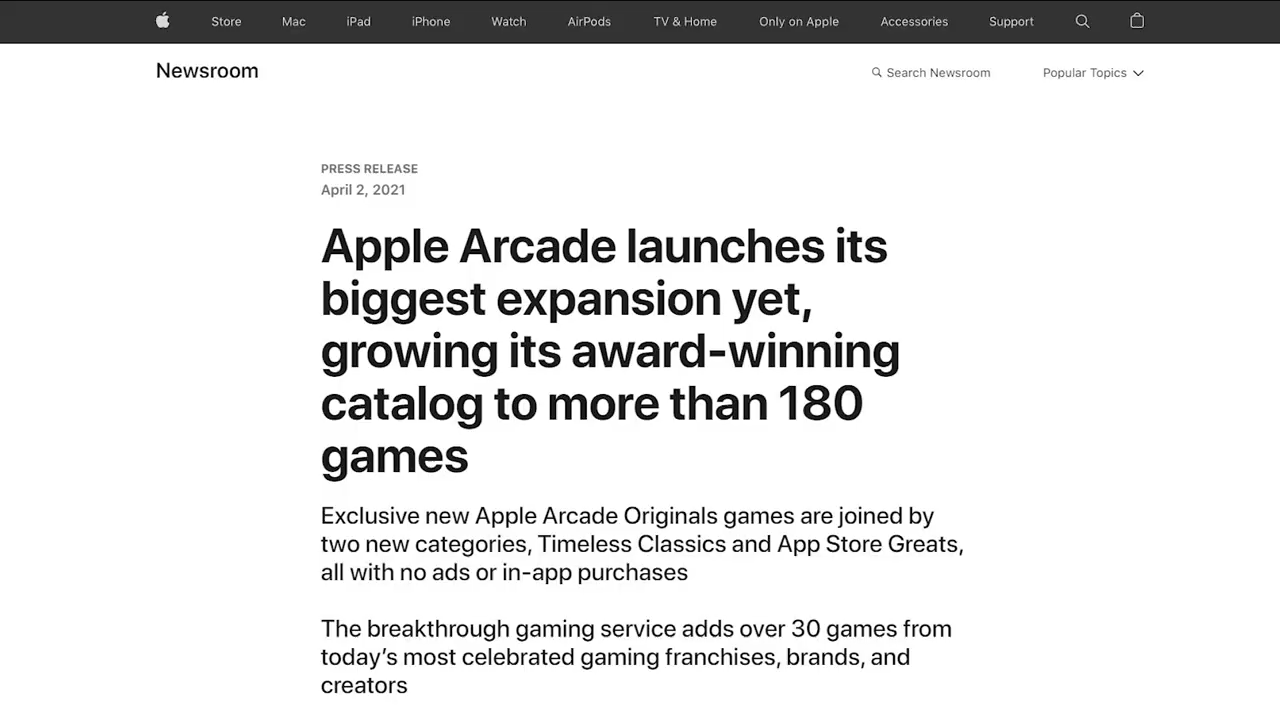 Store Mac iPad iPhone Watch AirPods TV & Home Only on Apple Accessories Support
Newsroom Search Newsroom Popular Topics
PRESS RELEASE
April 2, 2021
Apple Arcade launches its
biggest expansion yet,
growing its award-winning
catalog to more than 180
games
Exclusive new Apple Arcade Originals games are joined by
two new categories, Timeless Classics and App Store Greats,
all with no ads or in-app purchases
The breakthrough gaming service adds over 30 games from
today’s most celebrated gaming franchises, brands, and
creators